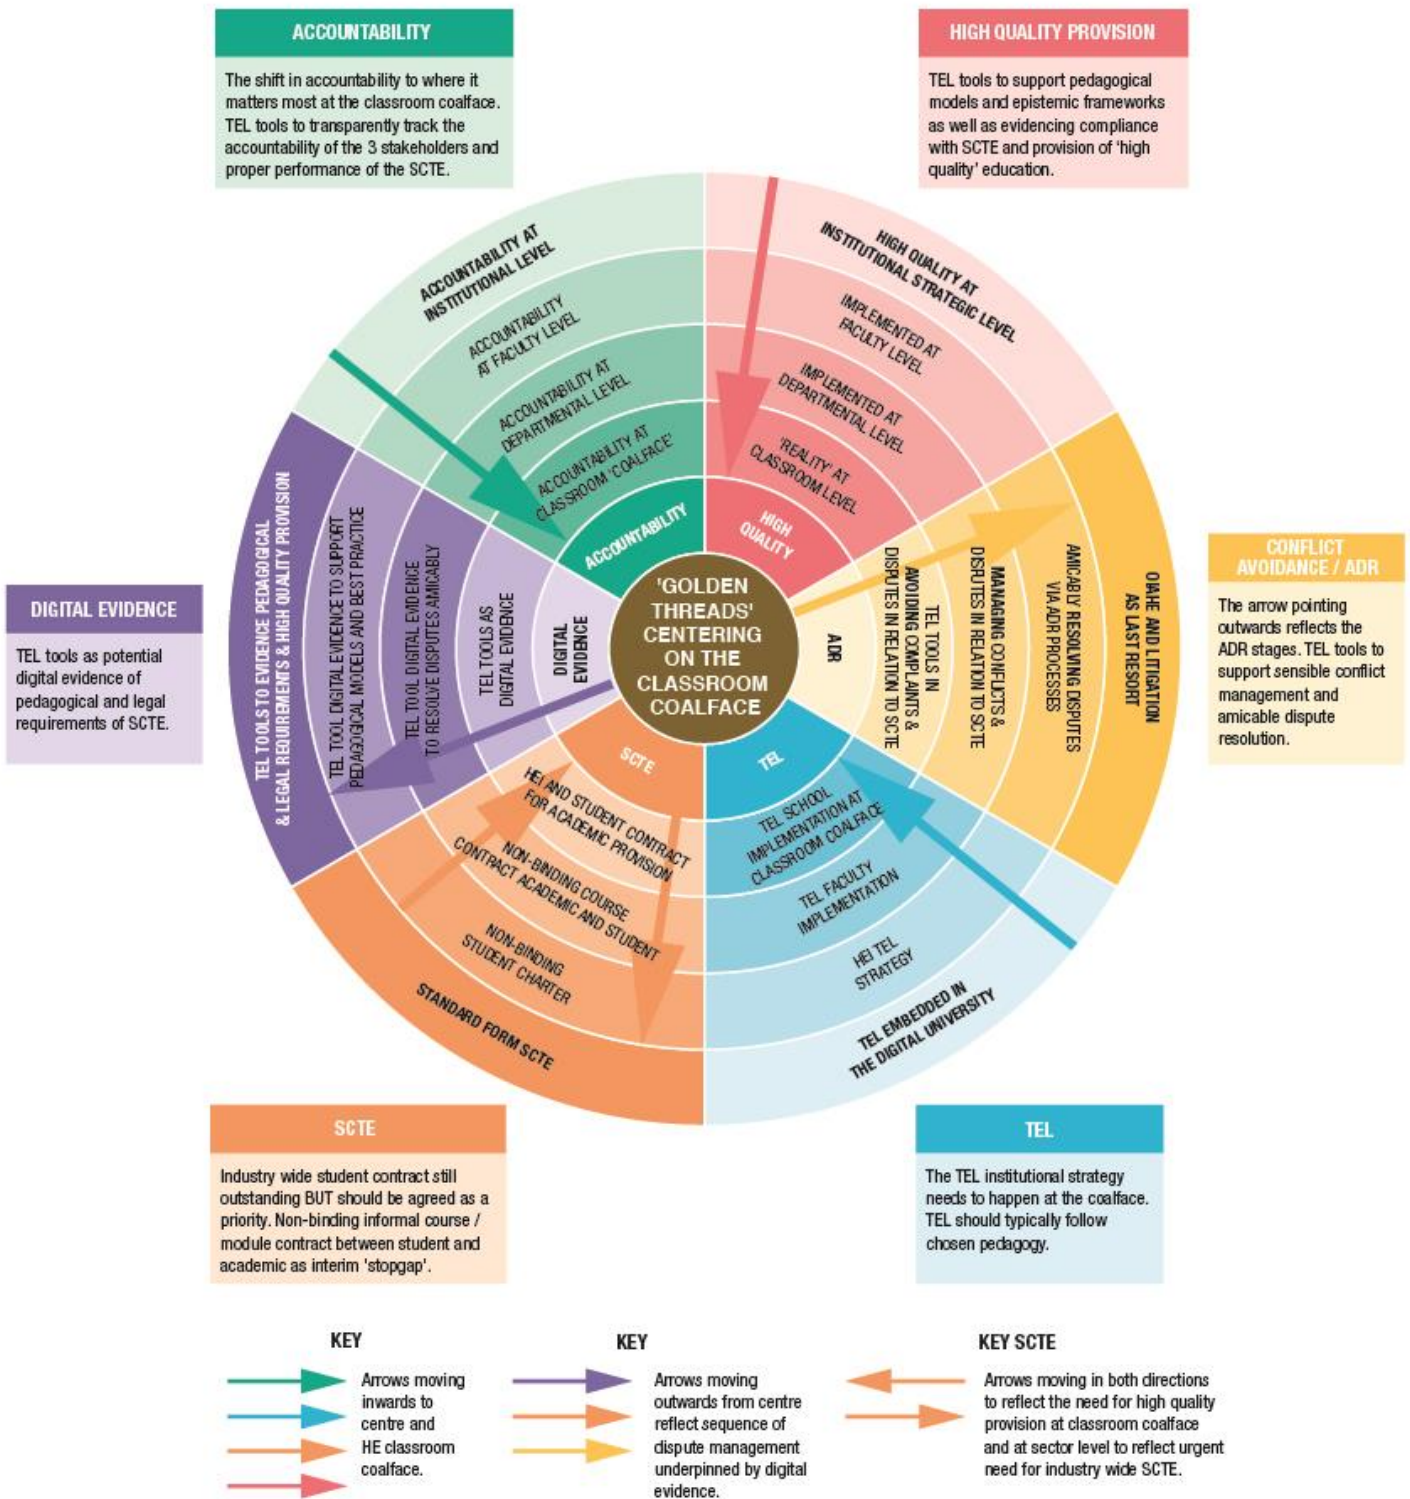 ACCOUNTABILITY
The shift in accountability to where it
matters most at the classroom coalface.
TEL tools to transparently track the
accountability of the 3 stakeholders and
proper performance of the SCTE.
HIGH QUALITY PROVISION
TEL tools to support pedagogical
models and epistemic frameworks
as well as evidencing compliance
with SCTE and provision of 'high
quality' education.
ACCOUNTABILITY AT
INSTITUTIONAL LEVEL
ACCOUNTABILITY
AT FACULTY LEVEL
ACCOUNTABILITY AT
DEPARTMENTAL LEVEL
ACCOUNTABILITY AT
CLASSROOM 'COALFACE'
ACCOUNTABILITY
HIGH QUALITY AT
INSTITUTIONAL STRATEGIC LEVEL
IMPLEMENTED AT
FACULTY LEVEL
IMPLEMENTED AT
DEPARTMENTAL LEVEL
'REALITY' AT
CLASSROOM LEVEL
HIGH
QUALITY
'GOLDEN
THREADS'
CENTERING
ON THE
CLASSROOM
COALFACE
DIGITAL EVIDENCE
TEL tools as potential
digital evidence of
pedagogical and legal
requirements of SCTE.
TEL TOOLS TO EVIDENCE PEDAGOGICAL
& LEGAL REQUIREMENTS & HIGH QUALITY PROVISION
TEL TOOL DIGITAL EVIDENCE TO SUPPORT
PEDAGOGICAL MODELS AND BEST PRACTICE
TEL TOOL DIGITAL EVIDENCE
TO RESOLVE DISPUTES AMICABLY
TEL TOOLS AS
DIGITAL EVIDENCE
DIGITAL
EVIDENCE
ADR
TEL TOOLS IN
AVOIDING COMPLAINTS &
DISPUTES IN RELATION TO SCTE
MANAGING CONFLICTS &
DISPUTES IN RELATION TO SCTE
AMICABLY RESOLVING DISPUTES
VIA ADR PROCESSES
OIAHE AND LITIGATION
AS LAST RESORT
CONFLICT
AVOIDANCE / ADR
The arrow pointing
outwards reflects the
ADR stages. TEL tools to
support sensible conflict
management and
amicable dispute
resolution.
SCTE
HEI AND STUDENT CONTRACT
FOR ACADEMIC PROVISION
NON-BINDING COURSE
CONTRACT ACADEMIC AND STUDENT
NON-BINDING
STUDENT CHARTER
STANDARD FORM SCTE
TEL
TEL SCHOOL
IMPLEMENTATION AT
CLASSROOM COALFACE
TEL FACULTY
IMPLEMENTATION
HEI TEL
STRATEGY
TEL EMBEDDED IN
THE DIGITAL UNIVERSITY
SCTE
Industry wide student contract still
outstanding BUT should be agreed as a
priority. Non-binding informal course /
module contract between student and
academic as interim 'stopgap'.
TEL
The TEL institutional strategy
needs to happen at the coalface.
TEL should typically follow
chosen pedagogy.
KEY
Arrows moving
inwards to
centre and
HE classroom
coalface.
KEY
Arrows moving
outwards from centre
reflect sequence of
dispute management
underpinned by digital
evidence.
KEY SCTE
Arrows moving in both directions
to reflect the need for high quality
provision at classroom coalface
and at sector level to reflect urgent
need for industry wide SCTE.